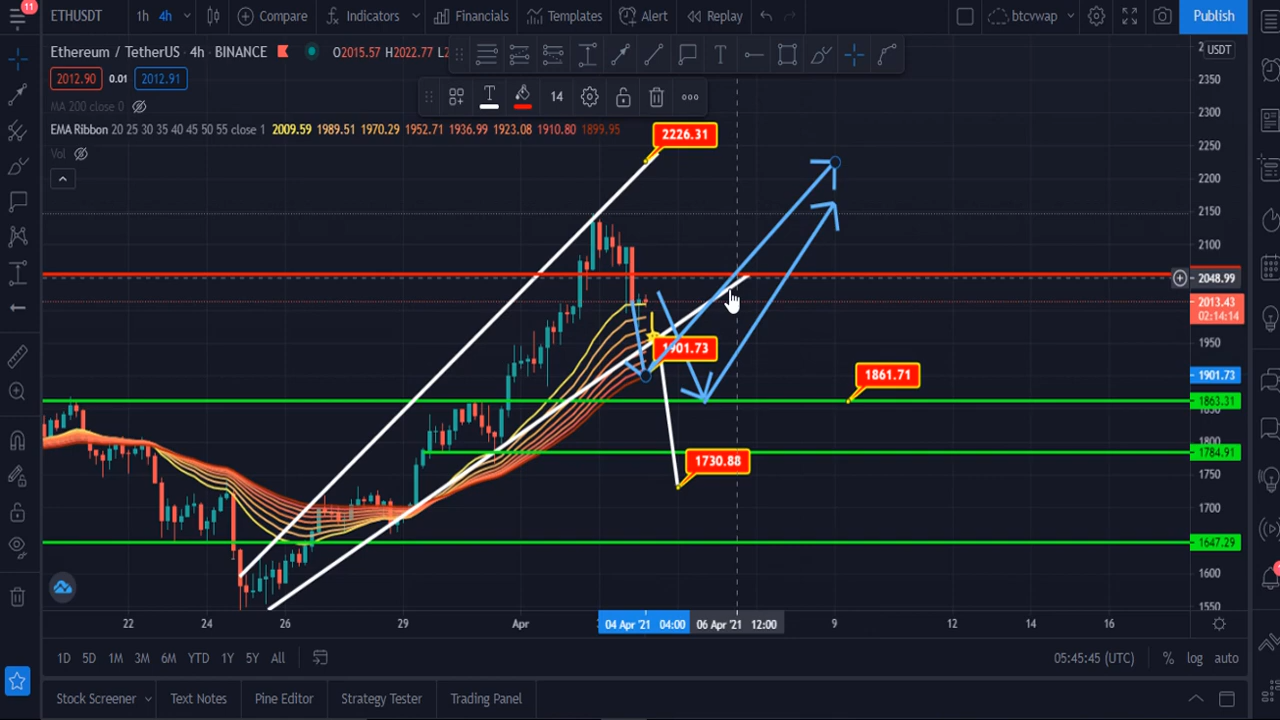 11
ETHUSDT 1h 4h Compare Indicators Financials Templates Alert Replay btcvwap Publish
Ethereum / TetherUS · 4h · BINANCE O2015.57 H2022.77
2012.90 0.01 2012.91
MA 200 close 0
EMA Ribbon 20 25 30 35 40 45 50 55 close 1 2009.59 1989.51 1970.29 1952.71 1936.99 1923.08 1910.80 1899.95
Vol
T
T 14
USDT
2350
2300
2250
2200
2150
2100
2048.99
2013.43
02:14:14
1950
1901.73
1863.31
1850
1800
1784.91
1750
1700
1647.29
1600
1550
2226.31
1901.73
1861.71
1730.88
22 24 26 29 Apr 04 Apr '21 04:00 06 Apr '21 12:00 9 12 14 16
1D 5D 1M 3M 6M YTD 1Y 5Y All 05:45:45 (UTC) % log auto
Stock Screener Text Notes Pine Editor Strategy Tester Trading Panel